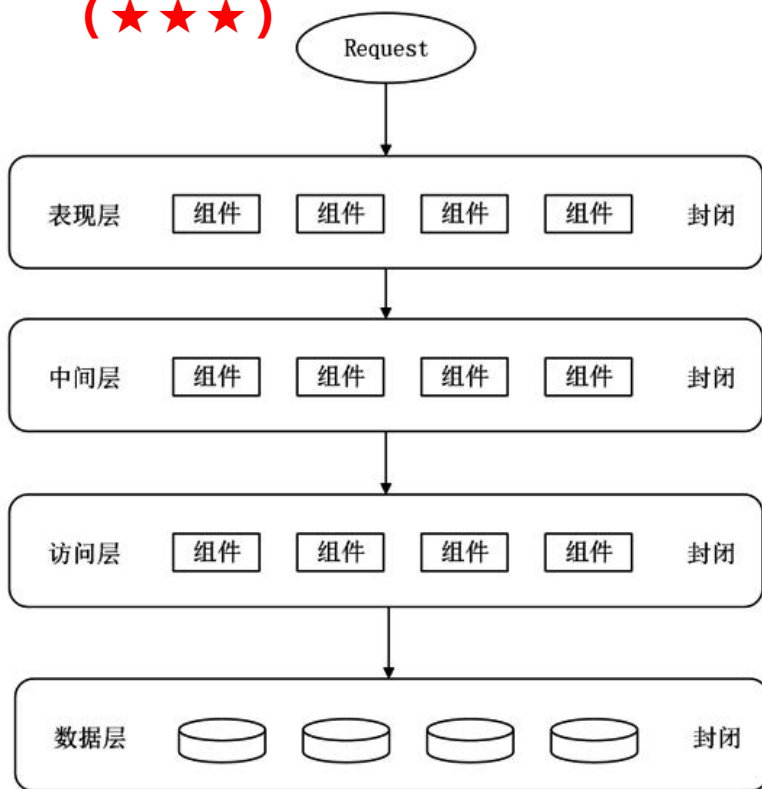 (★★★)
Request
表现层 组件 组件 组件 组件 封闭
中间层 组件 组件 组件 组件 封闭
访问层 组件 组件 组件 组件 封闭
数据层 封闭